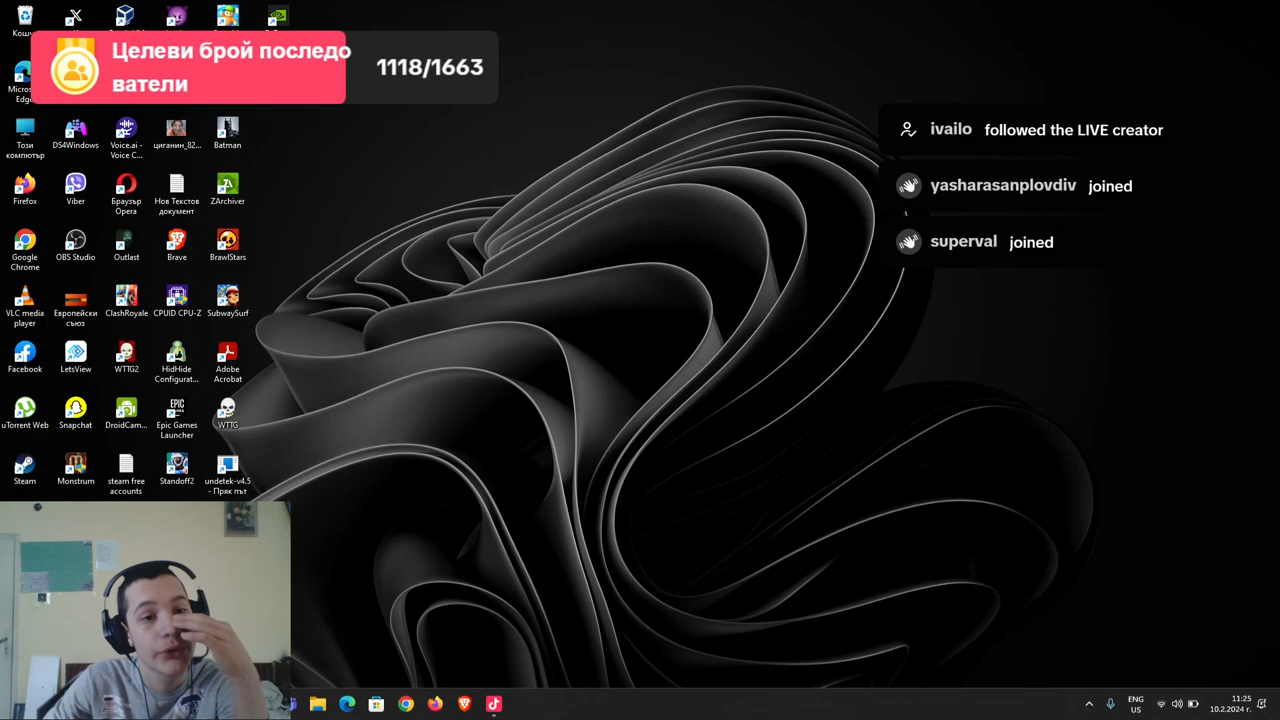 Целеви брой последо
ватели
1118/1663
ivailo followed the LIVE creator
yasharasanplovdiv joined
superval joined
Този
компютър
DS4Windows
Voice.ai -
Voice C...
циганин_82...
Batman
Firefox
Viber
Браузър
Opera
Нов Текстов
документ
ZArchiver
Google
Chrome
OBS Studio
Outlast
Brave
BrawlStars
VLC media
player
Европейски
съюз
ClashRoyale
CPUID CPU-Z
SubwaySurf
Facebook
LetsView
WTTG2
HidHide
Configurat...
Adobe
Acrobat
uTorrent Web
Snapchat
DroidCam...
EPIC
GAMES
Epic Games
Launcher
WTTG
Steam
Monstrum
steam free
accounts
Standoff2
undetek-v4.5
- Пряк път
ENG
US
11:25
10.2.2024 г.